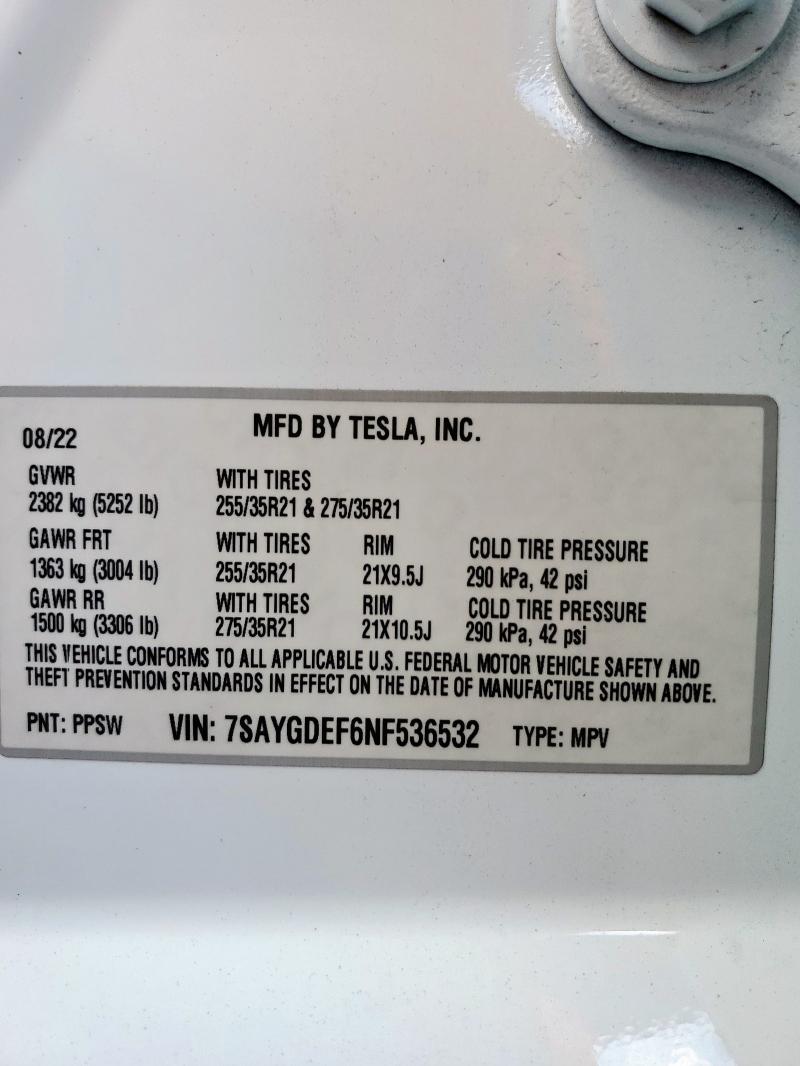 08/22 MFD BY TESLA, INC.
GVWR WITH TIRES
2382 kg (5252 lb) 255/35R21 & 275/35R21
GAWR FRT WITH TIRES RIM COLD TIRE PRESSURE
1363 kg (3004 lb) 255/35R21 21X9.5J 290 kPa, 42 psi
GAWR RR WITH TIRES RIM COLD TIRE PRESSURE
1500 kg (3306 lb) 275/35R21 21X10.5J 290 kPa, 42 psi
THIS VEHICLE CONFORMS TO ALL APPLICABLE U.S. FEDERAL MOTOR VEHICLE SAFETY AND
THEFT PREVENTION STANDARDS IN EFFECT ON THE DATE OF MANUFACTURE SHOWN ABOVE.
PNT: PPSW VIN: 7SAYGDEF6NF536532 TYPE: MPV